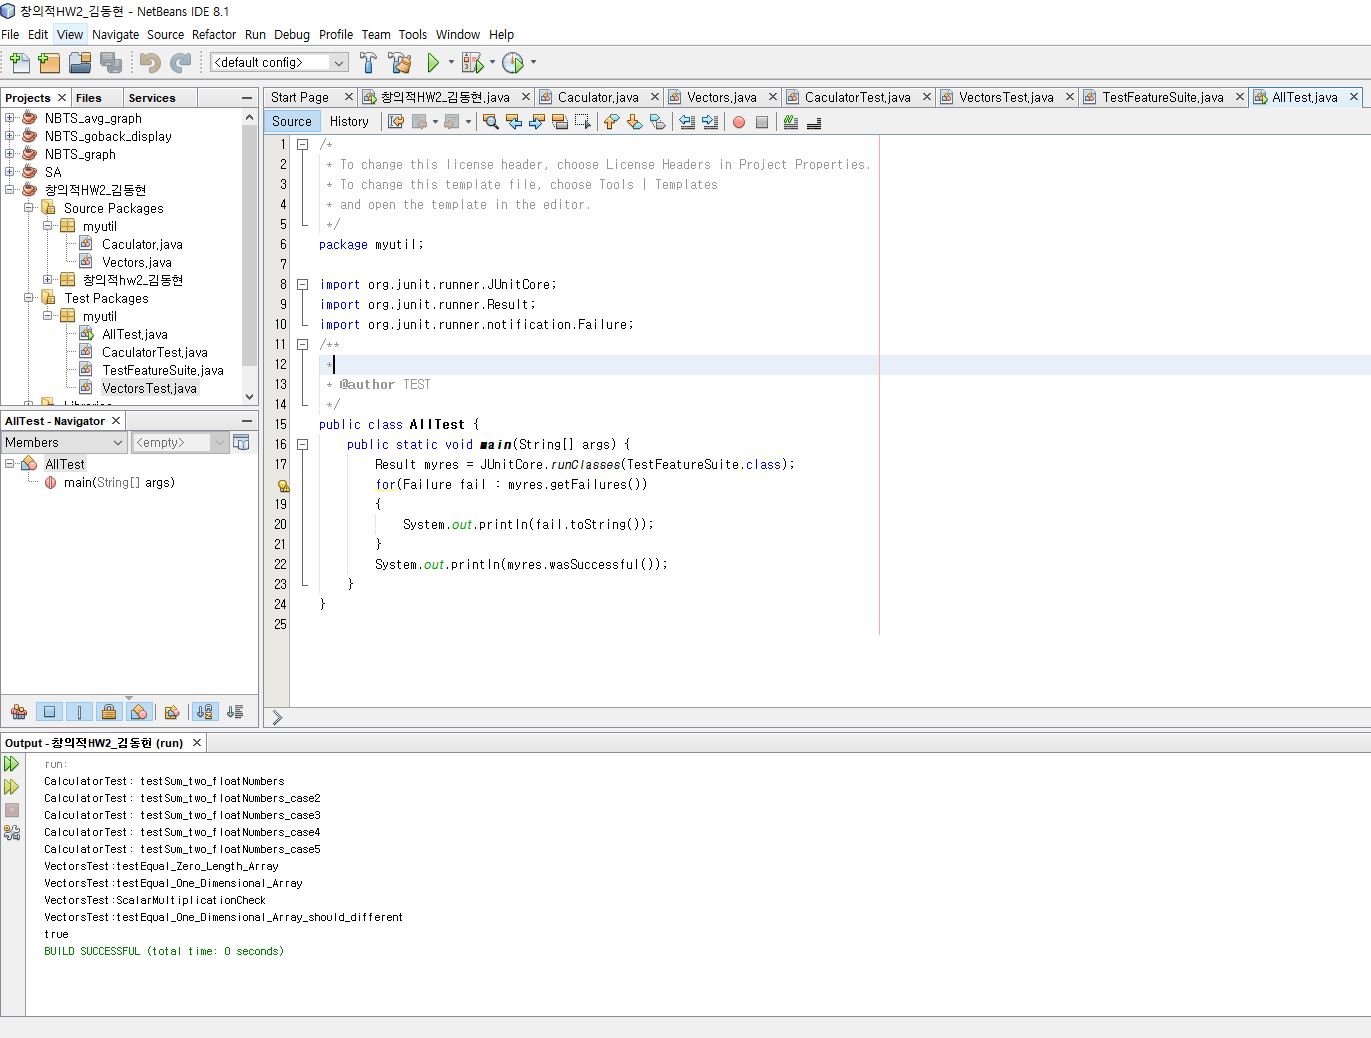 창의적HW2_김동현 - NetBeans IDE 8.1
File Edit View Navigate Source Refactor Run Debug Profile Team Tools Window Help
<default config>
Projects Files Services
NBTS_avg_graph
NBTS_goback_display
NBTS_graph
SA
창의적HW2_김동현
Source Packages
myutil
Caculator.java
Vectors.java
창의적hw2_김동현
Test Packages
myutil
AllTest.java
CaculatorTest.java
TestFeatureSuite.java
VectorsTest.java
AllTest - Navigator
Members <empty>
AllTest
main(String[] args)
Start Page 창의적HW2_김동현.java Caculator.java Vectors.java CaculatorTest.java VectorsTest.java TestFeatureSuite.java AllTest.java
Source History
1 /*
2 * To change this license header, choose License Headers in Project Properties.
3 * To change this template file, choose Tools | Templates
4 * and open the template in the editor.
5 */
6 package myutil;
7
8 import org.junit.runner.JUnitCore;
9 import org.junit.runner.Result;
10 import org.junit.runner.notification.Failure;
11 /**
12 *
13 * @author TEST
14 */
15 public class AllTest {
16 public static void main(String[] args) {
17 Result myres = JUnitCore.runClasses(TestFeatureSuite.class);
for(Failure fail : myres.getFailures())
19 {
20 System.out.println(fail.toString());
21 }
22 System.out.println(myres.wasSuccessful());
23 }
24 }
25
Output - 창의적HW2_김동현 (run)
run:
CalculatorTest: testSum_two_floatNumbers
CalculatorTest: testSum_two_floatNumbers_case2
CalculatorTest: testSum_two_floatNumbers_case3
CalculatorTest: testSum_two_floatNumbers_case4
CalculatorTest: testSum_two_floatNumbers_case5
VectorsTest:testEqual_Zero_Length_Array
VectorsTest:testEqual_One_Dimensional_Array
VectorsTest:ScalarMultiplicationCheck
VectorsTest:testEqual_One_Dimensional_Array_should_different
true
BUILD SUCCESSFUL (total time: 0 seconds)